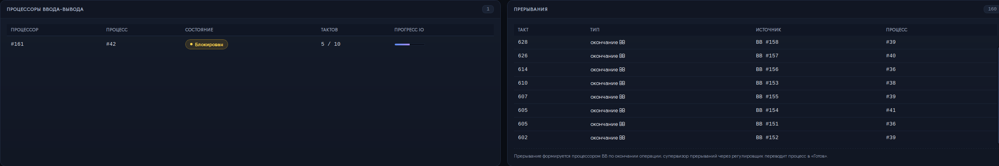 ПРОЦЕССОРЫ ВВОДА-ВЫВОДА 1
ПРОЦЕССОР ПРОЦЕСС СОСТОЯНИЕ ТАКТОВ ПРОГРЕСС IO
#161 #42 Блокирован 5 / 10
ПРЕРЫВАНИЯ 160
ТАКТ ТИП ИСТОЧНИК ПРОЦЕСС
628 окончание ВВ ВВ #158 #39
626 окончание ВВ ВВ #157 #40
614 окончание ВВ ВВ #156 #36
610 окончание ВВ ВВ #153 #38
607 окончание ВВ ВВ #155 #39
605 окончание ВВ ВВ #154 #41
605 окончание ВВ ВВ #151 #36
602 окончание ВВ ВВ #152 #39
Прерывание формируется процессором ВВ по окончании операции; супервизор прерываний через регулировщик переводит процесс в «Готов».